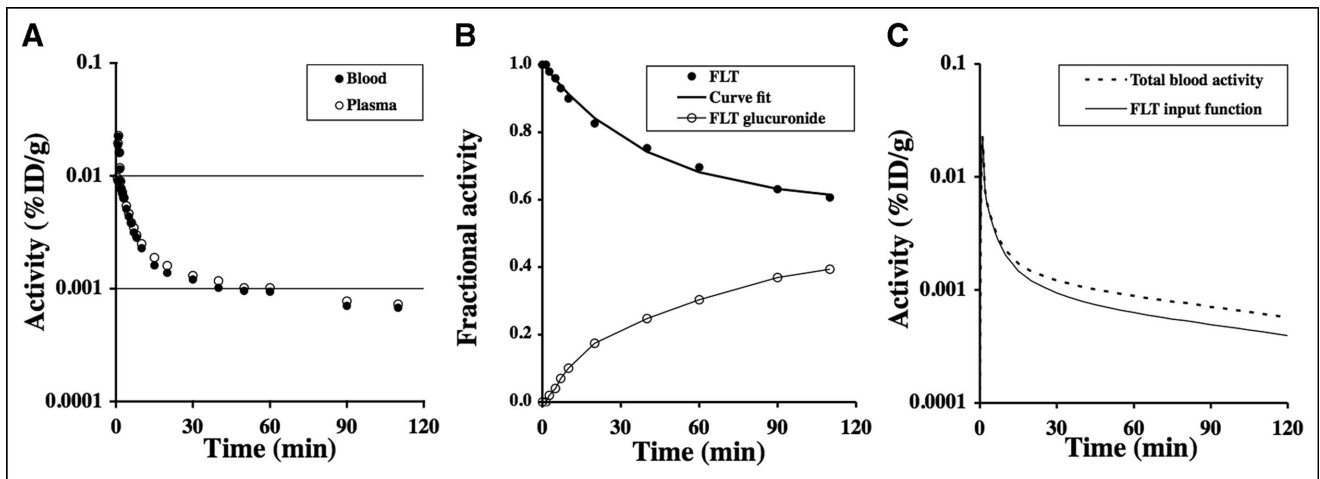 A
B
C
0.1
0.01
0.001
0.0001
0
30
60
90
120
Activity (%ID/g)
Time (min)
Blood
Plasma
1.0
0.8
0.6
0.4
0.2
0.0
0
30
60
90
120
Fractional activity
Time (min)
FLT
Curve fit
FLT glucuronide
0.1
0.01
0.001
0.0001
0
30
60
90
120
Activity (%ID/g)
Time (min)
Total blood activity
FLT input function